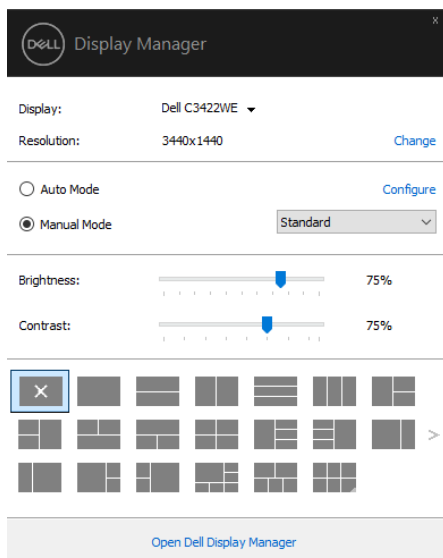 x
DELL Display Manager
Display: Dell C3422WE
Resolution: 3440x1440 Change
Auto Mode Configure
Manual Mode Standard
Brightness: 75%
Contrast: 75%
Open Dell Display Manager